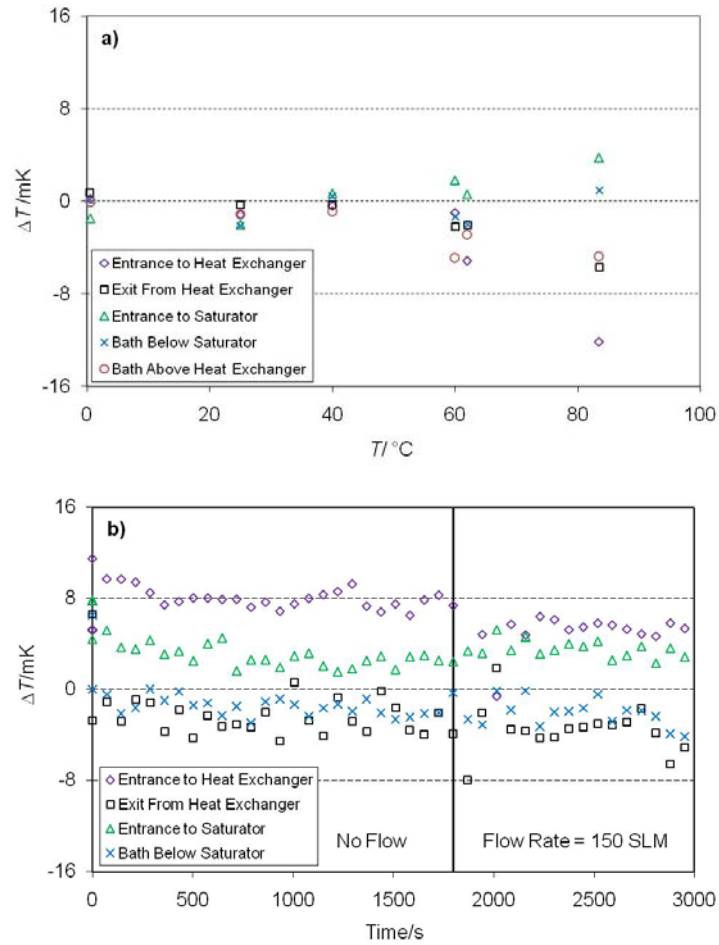 a)
16
8
0
-8
-16
ΔT/mK
Entrance to Heat Exchanger
Exit From Heat Exchanger
Entrance to Saturator
Bath Below Saturator
Bath Above Heat Exchanger
0 20 40 60 80 100
T/ °C
b)
16
8
0
-8
-16
ΔT/mK
Entrance to Heat Exchanger
Exit From Heat Exchanger
Entrance to Saturator
Bath Below Saturator
No Flow
Flow Rate = 150 SLM
0 500 1000 1500 2000 2500 3000
Time/s